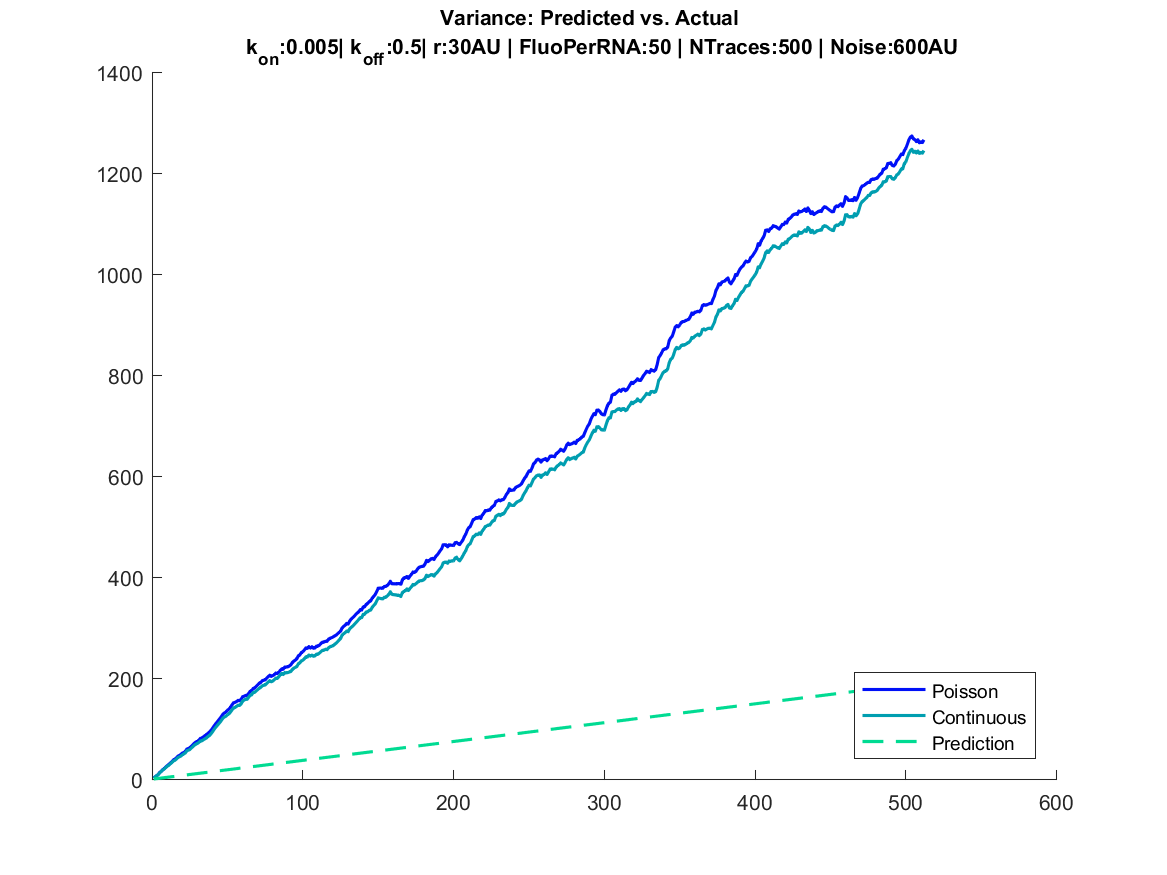 Variance: Predicted vs. Actual
kon:0.005| koff:0.5| r:30AU | FluoPerRNA:50 | NTraces:500 | Noise:600AU
1400
1200
1000
800
600
400
200
0
Poisson
Continuous
Prediction
0 100 200 300 400 500 600